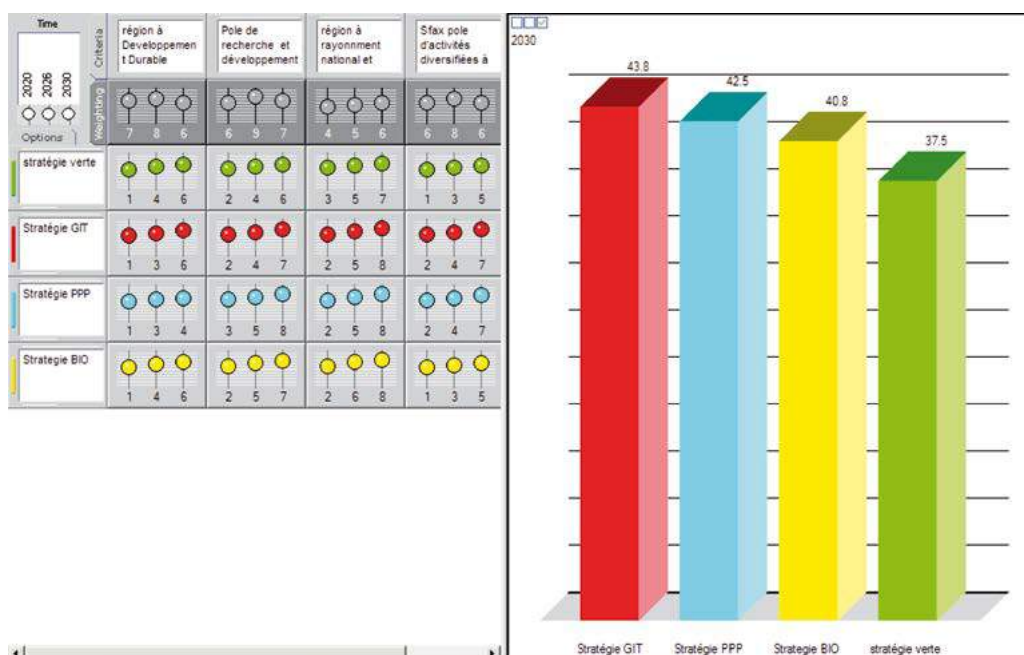 Time
2020
2026
2030
Options
Criteria
Weighting
région à
Developpemen
t Durable
Pole de
recherche et
développement
région à
rayonnment
national et
Sfax pole
d'activités
diversifiées à
7 8 6
6 9 7
4 5 6
6 8 6
stratégie verte
1 4 6
2 4 6
3 5 7
1 3 5
Stratégie GIT
1 3 6
2 4 7
2 5 8
2 4 7
Stratégie PPP
1 3 4
3 5 8
2 5 8
2 4 7
Strategie BIO
1 4 6
2 5 7
2 6 8
1 3 5
2030
43.8
42.5
40.8
37.5
Stratégie GIT
Stratégie PPP
Strategie BIO
stratégie verte